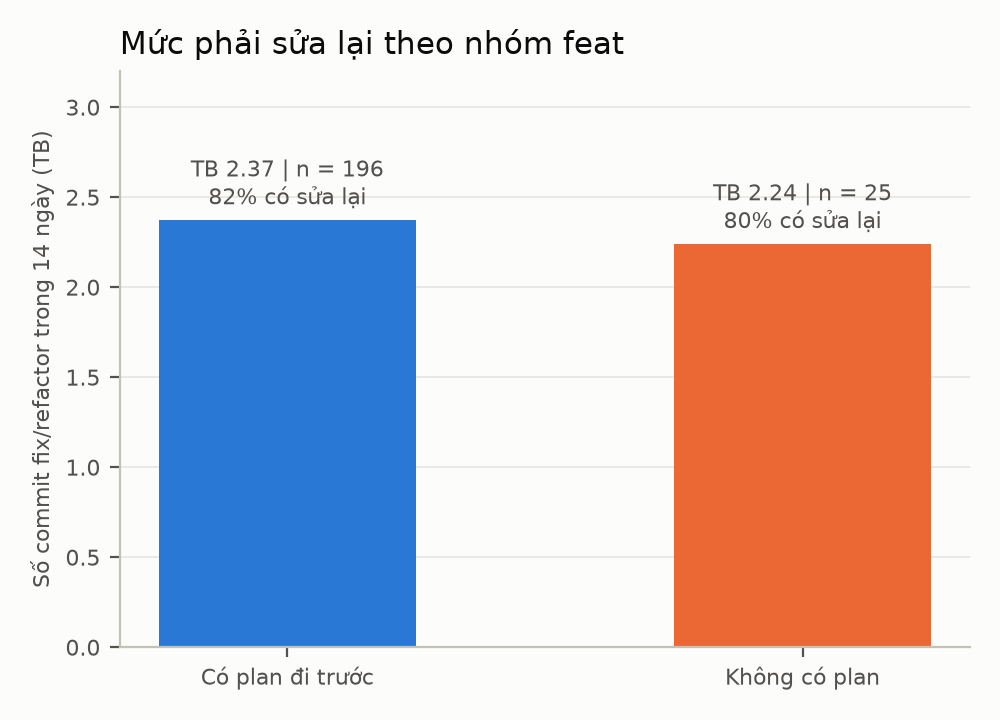 Mức phải sửa lại theo nhóm feat
Số commit fix/refactor trong 14 ngày (TB)
3.0
2.5
2.0
1.5
1.0
0.5
0.0
TB 2.37 | n = 196
82% có sửa lại
TB 2.24 | n = 25
80% có sửa lại
Có plan đi trước
Không có plan